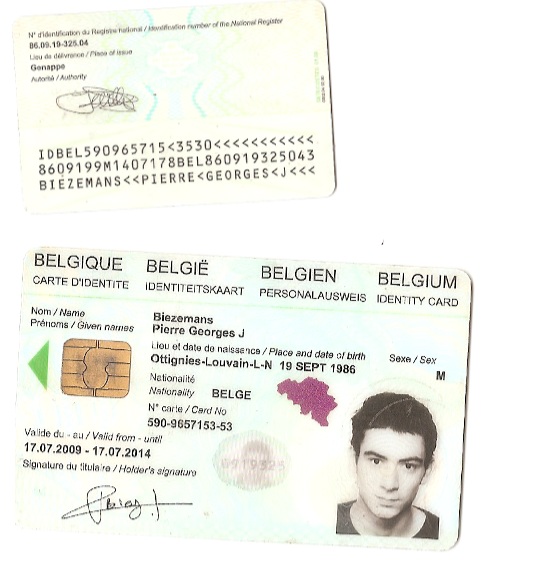 N° d'identification du Registre national / Identification number of the National Register
86.09.19-325.04
Lieu de délivrance / Place of issue
Genappe
Autorité / Authority
IDBEL590965715<3530<<<<<<<<<<<
8609199M1407178BEL860919325043
BIEZEMANS<<PIERRE<GEORGES<J<<<
BELGIQUE BELGIË BELGIEN BELGIUM
CARTE D'IDENTITE IDENTITEITSKAART PERSONALAUSWEIS IDENTITY CARD
Nom / Name
Biezemans
Prénoms / Given names
Pierre Georges J
Lieu et date de naissance / Place and date of birth
Ottignies-Louvain-L-N 19 SEPT 1986
Sexe / Sex
M
Nationalité
Nationality BELGE
N° carte / Card No
590-9657153-53
Valide du - au / Valid from - until
17.07.2009 - 17.07.2014
Signature du titulaire / Holder's signature